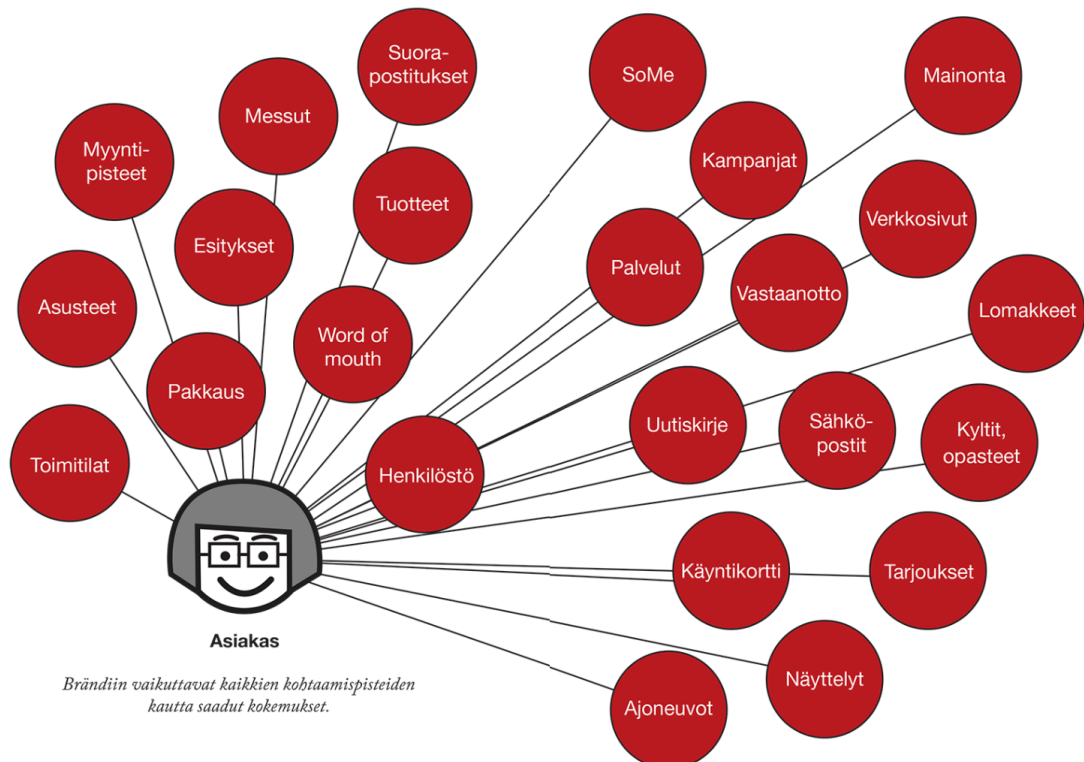 Suora-
postitukset
SoMe
Mainonta
Messut
Myynti-
pisteet
Kampanjat
Tuotteet
Verkkosivut
Esitykset
Palvelut
Vastaanotto
Asusteet
Lomakkeet
Word of
mouth
Pakkaus
Uutiskirje
Sähkö-
postit
Kyltit,
opasteet
Toimitilat
Henkilöstö
Käyntikortti
Tarjoukset
Asiakas
Näyttelyt
Ajoneuvot
Brändiin vaikuttavat kaikkien kohtaamispisteiden
kautta saadut kokemukset.